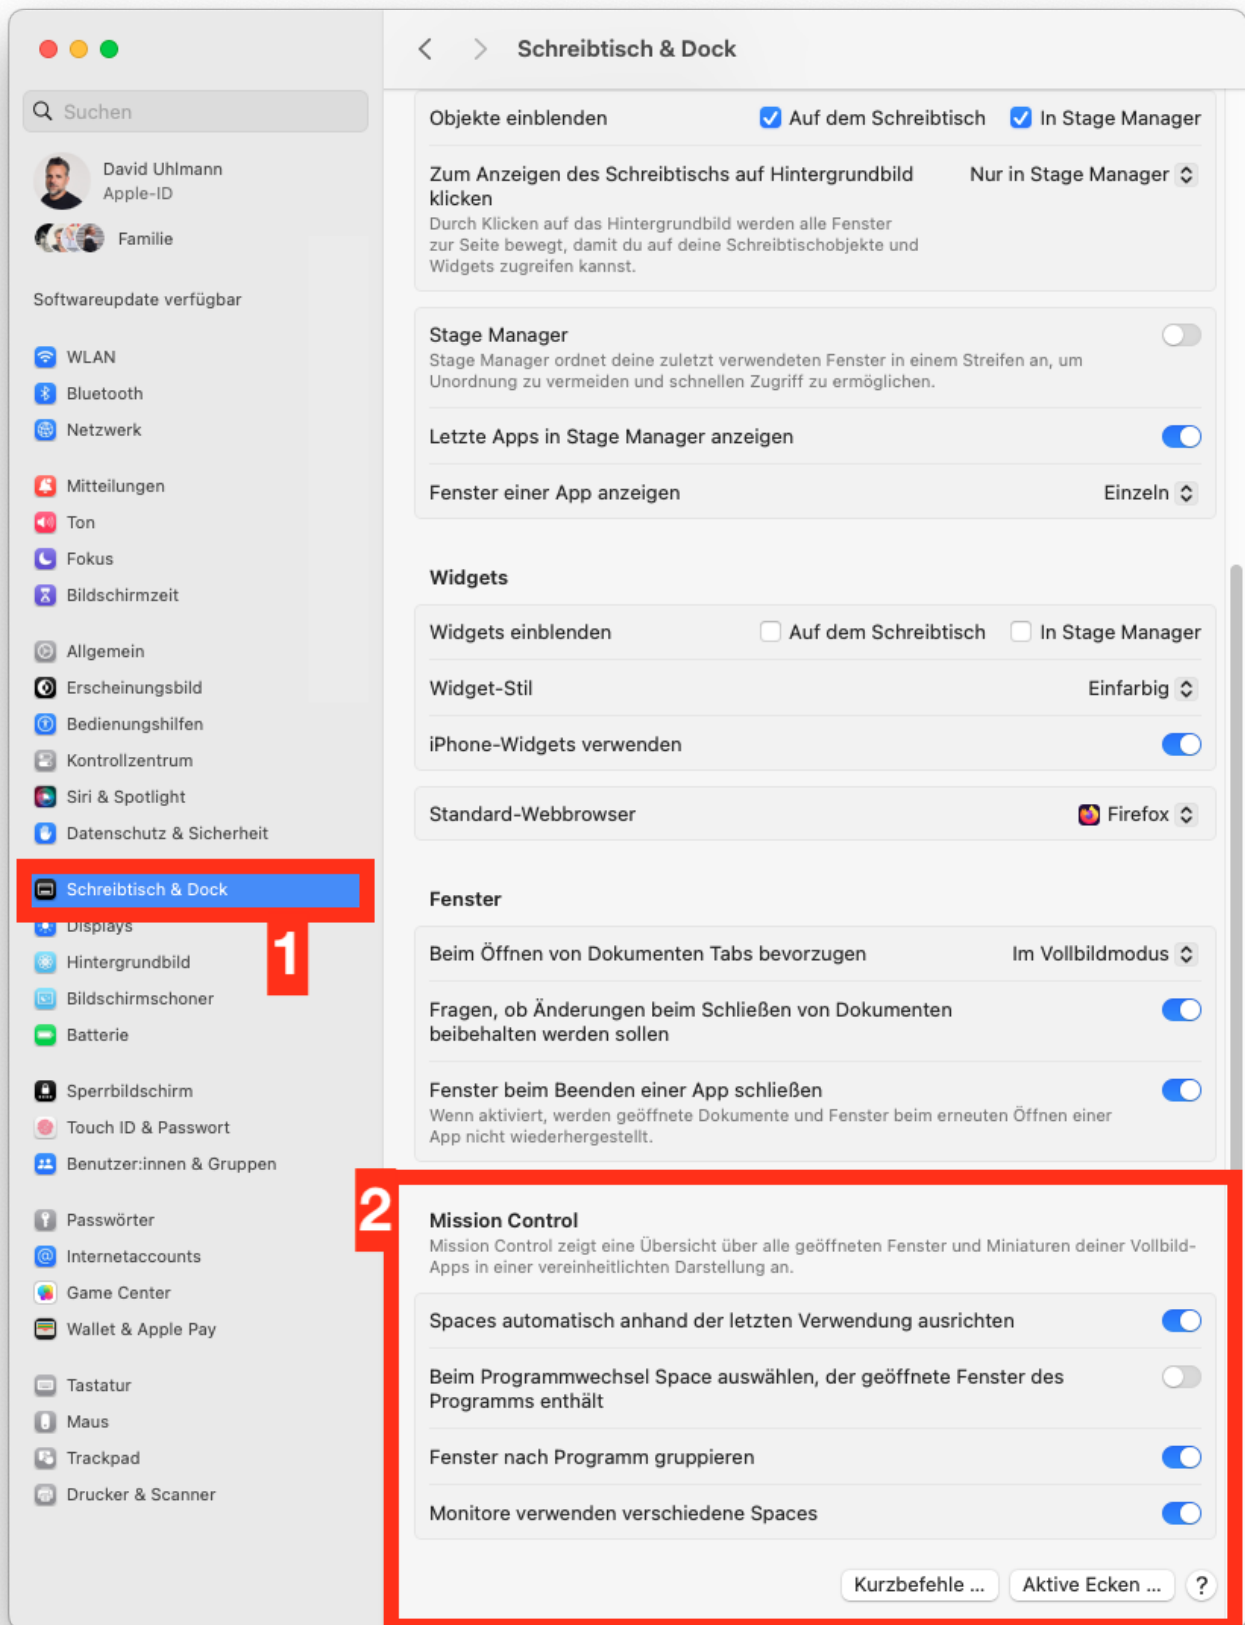 Schreibtisch & Dock
Suchen
David Uhlmann
Apple-ID
Familie
Softwareupdate verfügbar
WLAN
Bluetooth
Netzwerk
Mitteilungen
Ton
Fokus
Bildschirmzeit
Allgemein
Erscheinungsbild
Bedienungshilfen
Kontrollzentrum
Siri & Spotlight
Datenschutz & Sicherheit
Schreibtisch & Dock
1
Displays
Hintergrundbild
Bildschirmschoner
Batterie
Sperrbildschirm
Touch ID & Passwort
Benutzer:innen & Gruppen
Passwörter
Internetaccounts
Game Center
Wallet & Apple Pay
Tastatur
Maus
Trackpad
Drucker & Scanner
Objekte einblenden Auf dem Schreibtisch In Stage Manager
Zum Anzeigen des Schreibtischs auf Hintergrundbild Nur in Stage Manager
klicken
Durch Klicken auf das Hintergrundbild werden alle Fenster
zur Seite bewegt, damit du auf deine Schreibtischobjekte und
Widgets zugreifen kannst.
Stage Manager
Stage Manager ordnet deine zuletzt verwendeten Fenster in einem Streifen an, um
Unordnung zu vermeiden und schnellen Zugriff zu ermöglichen.
Letzte Apps in Stage Manager anzeigen
Fenster einer App anzeigen Einzeln
Widgets
Widgets einblenden Auf dem Schreibtisch In Stage Manager
Widget-Stil Einfarbig
iPhone-Widgets verwenden
Standard-Webbrowser Firefox
Fenster
Beim Öffnen von Dokumenten Tabs bevorzugen Im Vollbildmodus
Fragen, ob Änderungen beim Schließen von Dokumenten
beibehalten werden sollen
Fenster beim Beenden einer App schließen
Wenn aktiviert, werden geöffnete Dokumente und Fenster beim erneuten Öffnen einer
App nicht wiederhergestellt.
2
Mission Control
Mission Control zeigt eine Übersicht über alle geöffneten Fenster und Miniaturen deiner Vollbild-
Apps in einer vereinheitlichten Darstellung an.
Spaces automatisch anhand der letzten Verwendung ausrichten
Beim Programmwechsel Space auswählen, der geöffnete Fenster des
Programms enthält
Fenster nach Programm gruppieren
Monitore verwenden verschiedene Spaces
Kurzbefehle ... Aktive Ecken ... ?